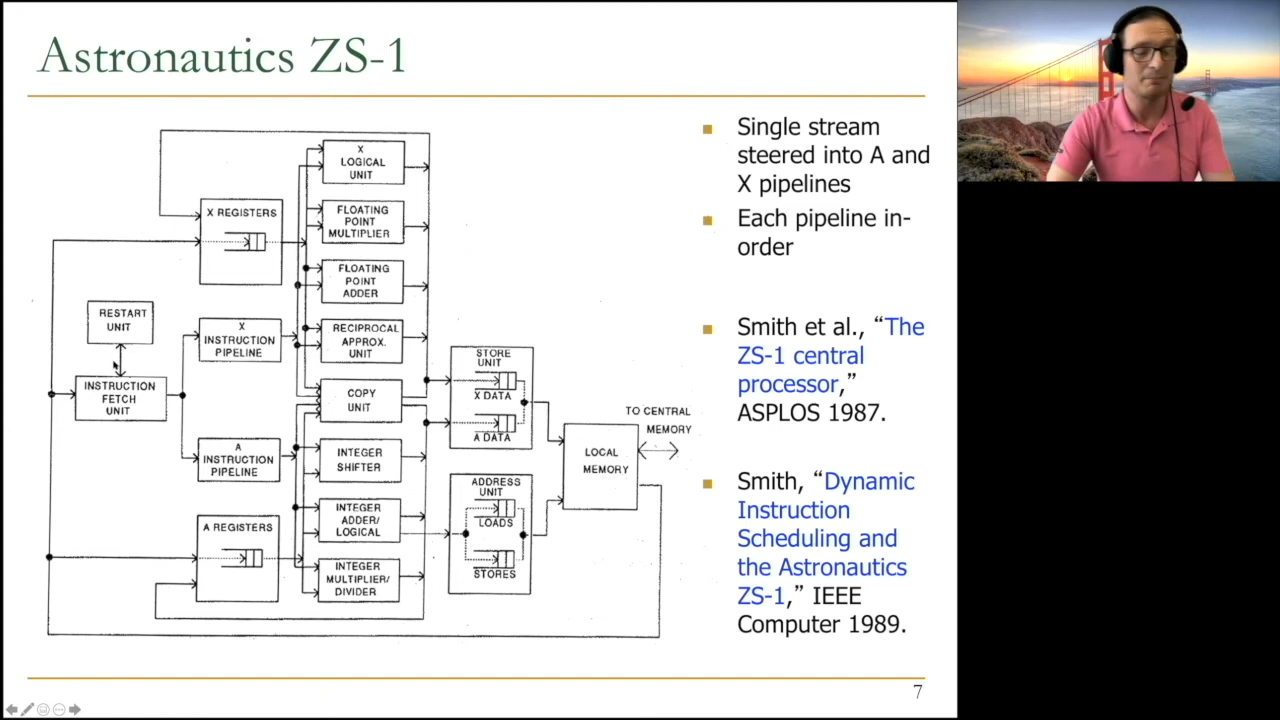 Astronautics ZS-1
X
LOGICAL
UNIT
FLOATING
POINT
MULTIPLIER
X REGISTERS
FLOATING
POINT
ADDER
RESTART
UNIT
X
INSTRUCTION
PIPELINE
RECIPROCAL
APPROX.
UNIT
STORE
UNIT
X DATA
A DATA
INSTRUCTION
FETCH
UNIT
COPY
UNIT
TO CENTRAL
MEMORY
A
INSTRUCTION
PIPELINE
INTEGER
SHIFTER
LOCAL
MEMORY
ADDRESS
UNIT
LOADS
STORES
INTEGER
ADDER/
LOGICAL
A REGISTERS
INTEGER
MULTIPLIER/
DIVIDER
Single stream
steered into A and
X pipelines
Each pipeline in-
order
Smith et al., “The
ZS-1 central
processor,”
ASPLOS 1987.
Smith, “Dynamic
Instruction
Scheduling and
the Astronautics
ZS-1,” IEEE
Computer 1989.
7